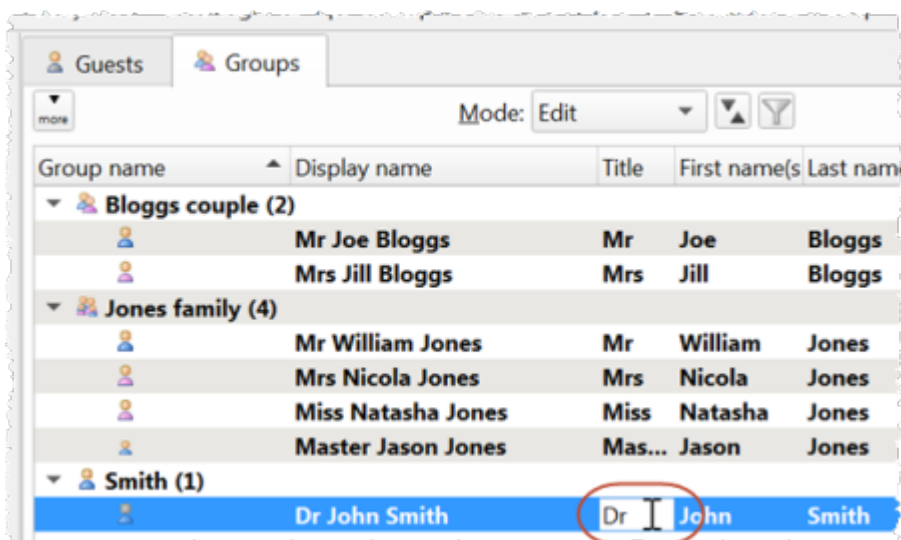 Guests Groups
more Mode: Edit
Group name Display name Title First name(s Last nam
Bloggs couple (2)
Mr Joe Bloggs Mr Joe Bloggs
Mrs Jill Bloggs Mrs Jill Bloggs
Jones family (4)
Mr William Jones Mr William Jones
Mrs Nicola Jones Mrs Nicola Jones
Miss Natasha Jones Miss Natasha Jones
Master Jason Jones Mas... Jason Jones
Smith (1)
Dr John Smith Dr John Smith